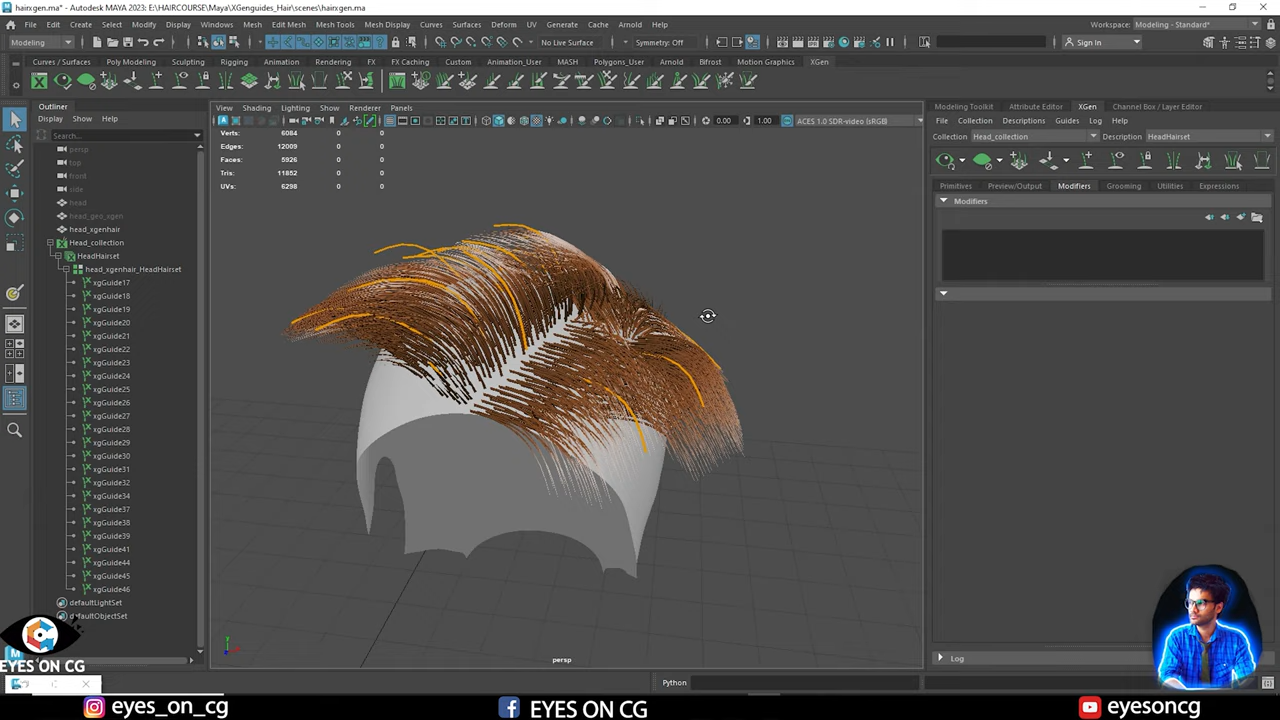 hairxgen.ma* - Autodesk MAYA 2023: E:\HAIRCOURSE\Maya\XGenguides_Hair\scenes\hairxgen.ma
File Edit Create Select Modify Display Windows Mesh Edit Mesh Mesh Tools Mesh Display Curves Surfaces Deform UV Generate Cache Arnold Help
Workspace: Modeling - Standard*
Modeling
No Live Surface
Symmetry: Off
Sign In
Curves / Surfaces Poly Modeling Sculpting Rigging Animation Rendering FX FX Caching Custom Animation_User MASH Polygons_User Arnold Bifrost Motion Graphics XGen
Outliner
Display Show Help
Search...
persp
top
front
side
head
head_geo_xgen
head_xgenhair
Head_collection
HeadHairset
head_xgenhair_HeadHairset
xgGuide17
xgGuide18
xgGuide19
xgGuide20
xgGuide21
xgGuide22
xgGuide23
xgGuide24
xgGuide25
xgGuide26
xgGuide27
xgGuide28
xgGuide29
xgGuide30
xgGuide31
xgGuide32
xgGuide34
xgGuide37
xgGuide38
xgGuide39
xgGuide41
xgGuide44
xgGuide45
xgGuide46
defaultLightSet
defaultObjectSet
View Shading Lighting Show Renderer Panels
0.00 1.00 ACES 1.0 SDR-video (sRGB)
Verts: 6084 0 0
Edges: 12009 0 0
Faces: 5926 0 0
Tris: 11852 0 0
UVs: 6298 0 0
persp
Modeling Toolkit Attribute Editor XGen Channel Box / Layer Editor
File Collection Descriptions Guides Log Help
Collection Head_collection Description HeadHairset
Primitives Preview/Output Modifiers Grooming Utilities Expressions
Modifiers
Log
Python
EYES ON CG
eyes_on_cg
EYES ON CG
eyesoncg